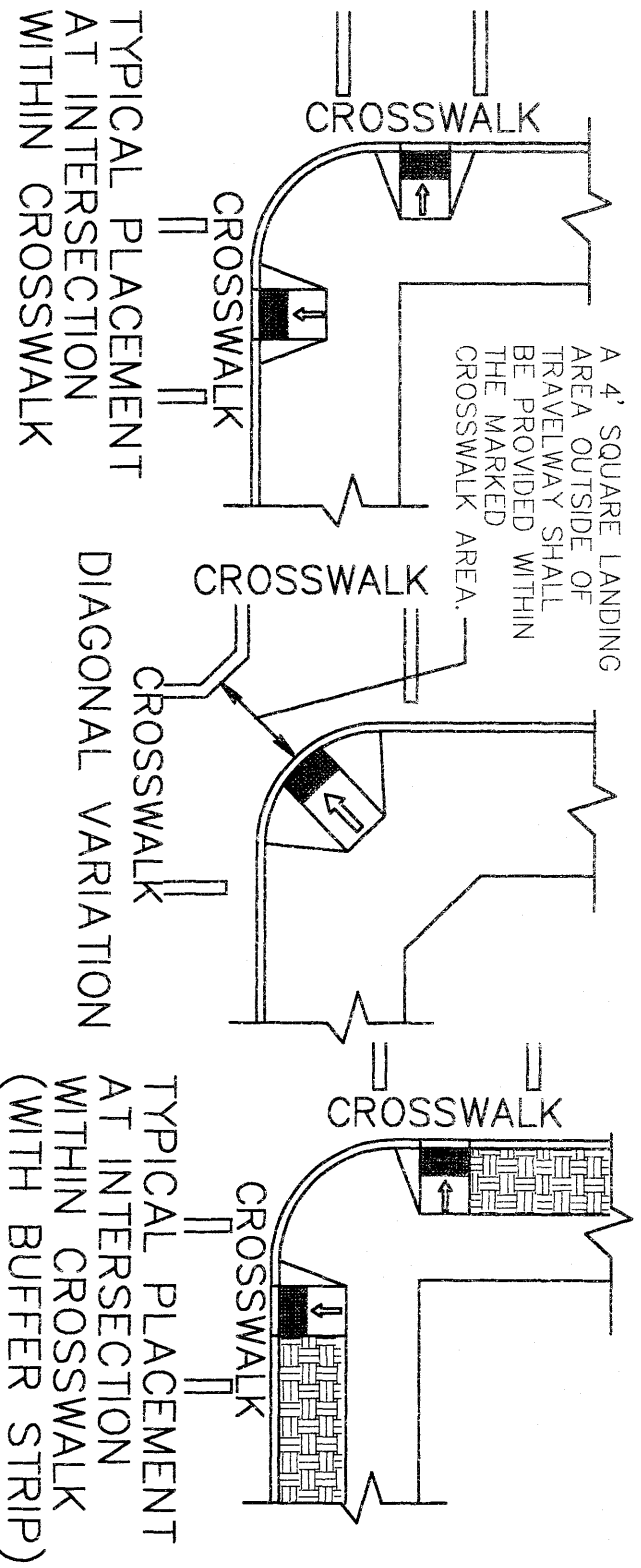 CROSSWALK
CROSSWALK
TYPICAL PLACEMENT
AT INTERSECTION
WITHIN CROSSWALK
A 4' SQUARE LANDING
AREA OUTSIDE OF
TRAVELWAY SHALL
BE PROVIDED WITHIN
THE MARKED
CROSSWALK AREA.
CROSSWALK
CROSSWALK
DIAGONAL VARIATION
CROSSWALK
CROSSWALK
TYPICAL PLACEMENT
AT INTERSECTION
WITHIN CROSSWALK
(WITH BUFFER STRIP)